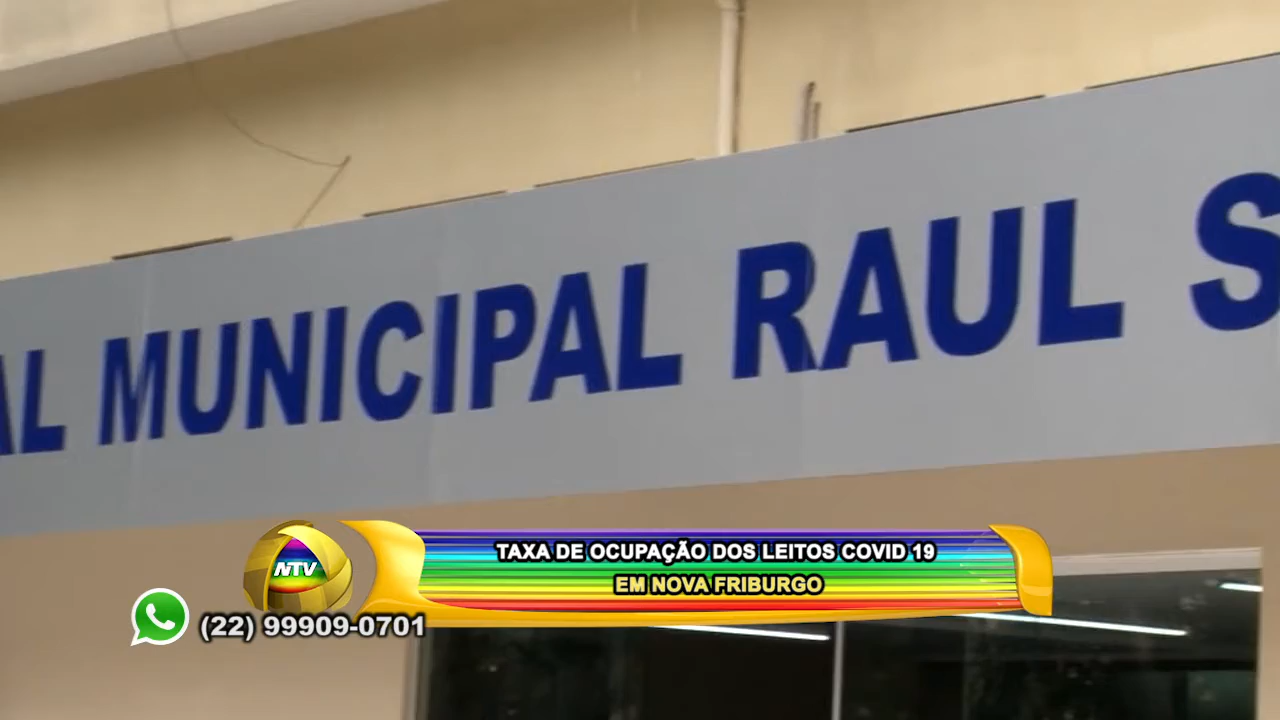 AL MUNICIPAL RAUL S
TAXA DE OCUPAÇÃO DOS LEITOS COVID 19
EM NOVA FRIBURGO
NTV
(22) 99909-0701